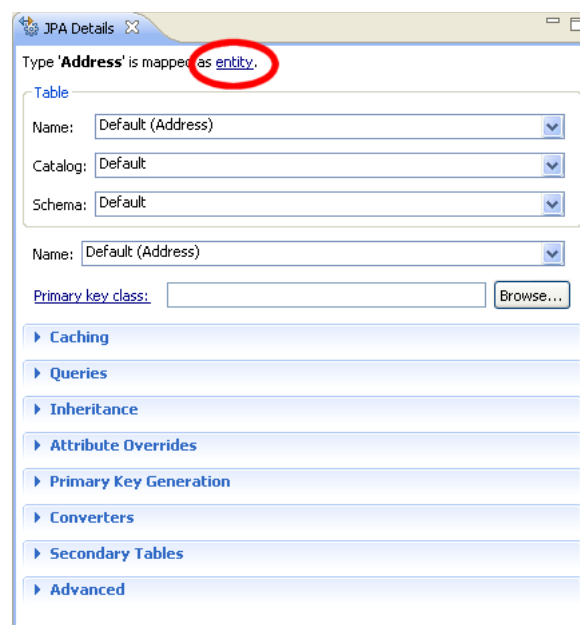 JPA Details
Type 'Address' is mapped as entity.
Table
Name: Default (Address)
Catalog: Default
Schema: Default
Name: Default (Address)
Primary key class: Browse...
Caching
Queries
Inheritance
Attribute Overrides
Primary Key Generation
Converters
Secondary Tables
Advanced